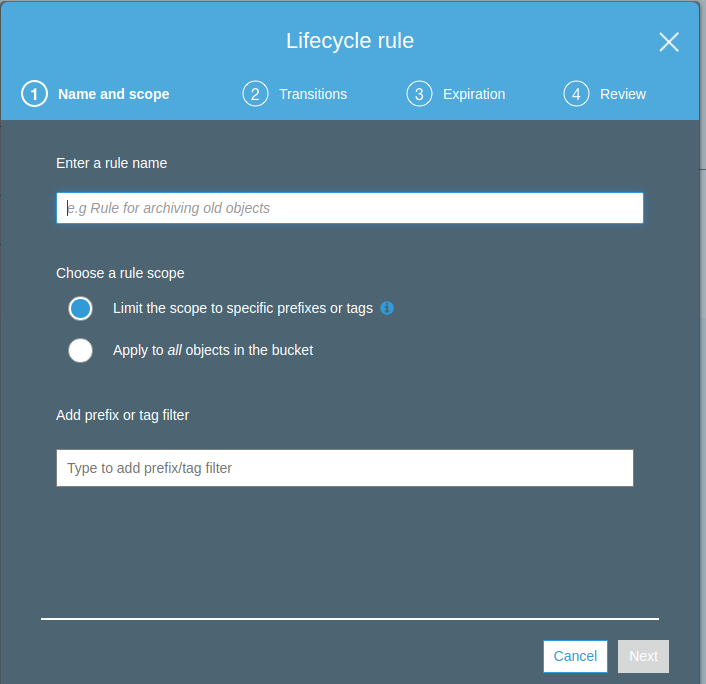 Lifecycle rule
1 Name and scope 2 Transitions 3 Expiration 4 Review
Enter a rule name
e.g Rule for archiving old objects
Choose a rule scope
Limit the scope to specific prefixes or tags i
Apply to all objects in the bucket
Add prefix or tag filter
Type to add prefix/tag filter
Cancel Next